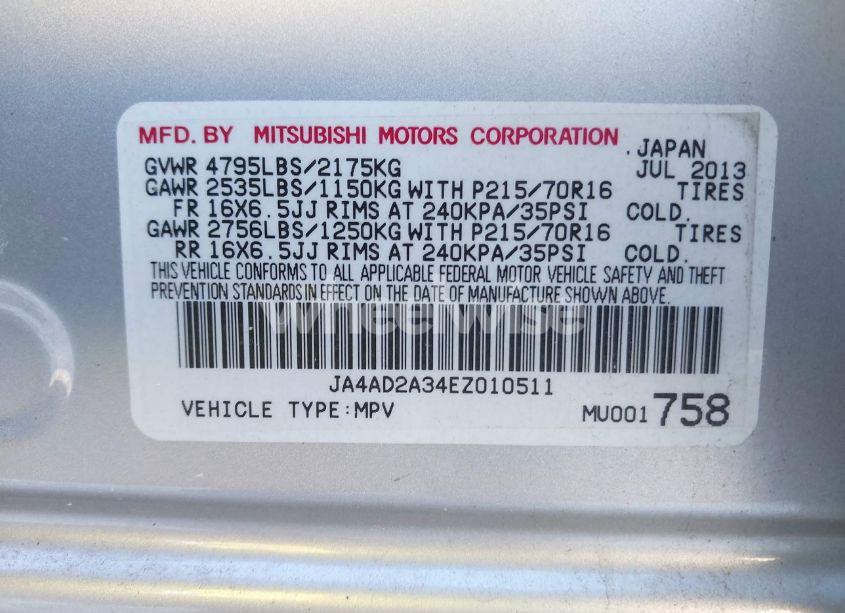 MFD. BY MITSUBISHI MOTORS CORPORATION . JAPAN
GVWR 4795LBS/2175KG JUL 2013
GAWR 2535LBS/1150KG WITH P215/70R16 TIRES
FR 16X6.5JJ RIMS AT 240KPA/35PSI COLD.
GAWR 2756LBS/1250KG WITH P215/70R16 TIRES
RR 16X6.5JJ RIMS AT 240KPA/35PSI COLD.
THIS VEHICLE CONFORMS TO ALL APPLICABLE FEDERAL MOTOR VEHICLE SAFETY AND THEFT
PREVENTION STANDARDS IN EFFECT ON THE DATE OF MANUFACTURE SHOWN ABOVE.
wheelwise
JA4AD2A34EZ010511
VEHICLE TYPE:MPV MU001758